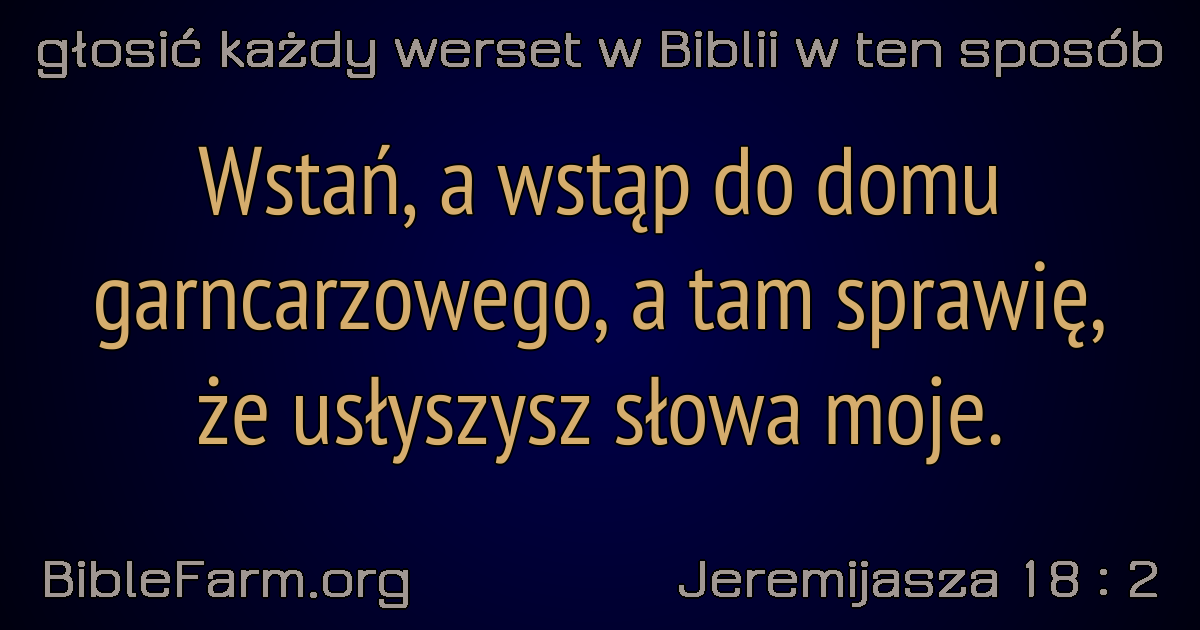 głosić każdy werset w Biblii w ten sposób
Wstań, a wstąp do domu
garncarzowego, a tam sprawię,
że usłyszysz słowa moje.
BibleFarm.org
Jeremijasza 18 : 2